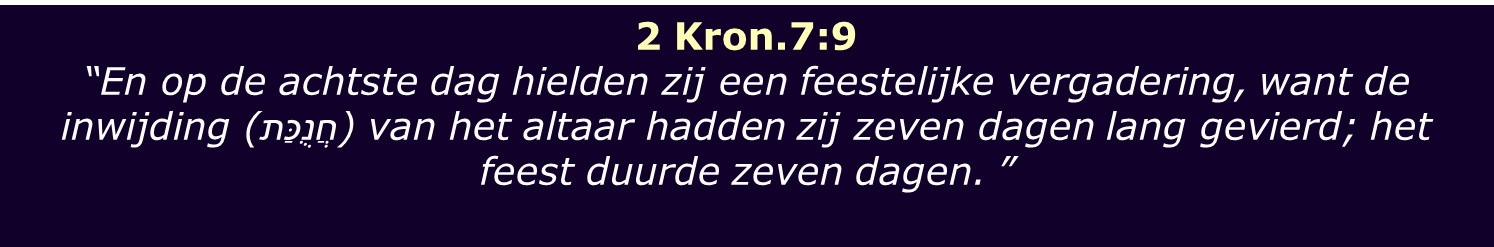 2 Kron.7:9
“En op de achtste dag hielden zij een feestelijke vergadering, want de
inwijding (חֲנֻכַּת) van het altaar hadden zij zeven dagen lang gevierd; het
feest duurde zeven dagen. ”